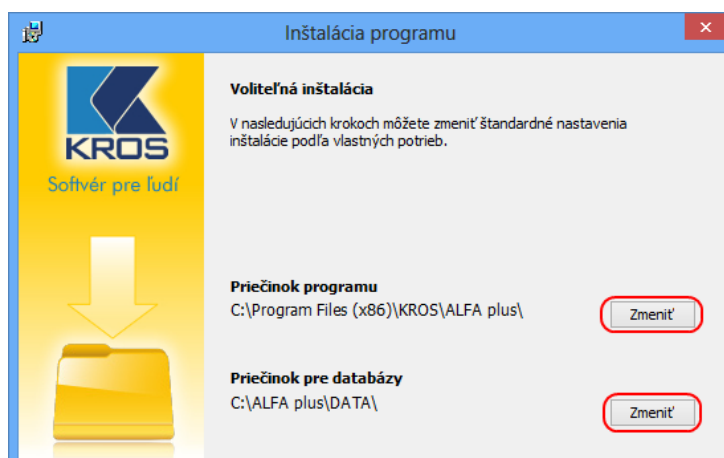 Inštalácia programu
KROS
Softvér pre ľudí
Voliteľná inštalácia
V nasledujúcich krokoch môžete zmeniť štandardné nastavenia
inštalácie podľa vlastných potrieb.
Priečinok programu
C:\Program Files (x86)\KROS\ALFA plus\
Zmeniť
Priečinok pre databázy
C:\ALFA plus\DATA\
Zmeniť